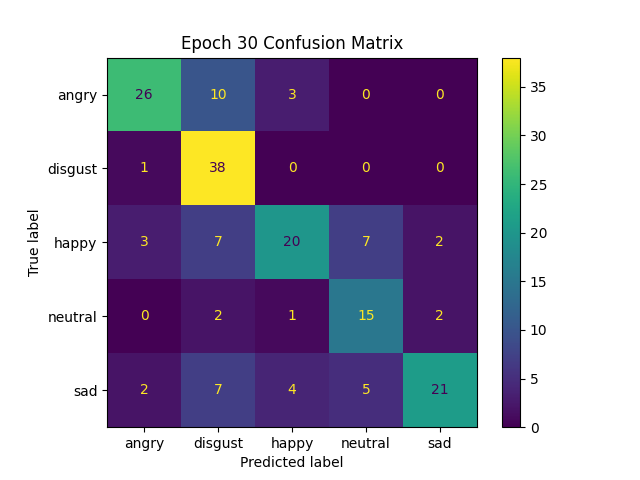 Epoch 30 Confusion Matrix
True label
angry 26 10 3 0 0
disgust 1 38 0 0 0
happy 3 7 20 7 2
neutral 0 2 1 15 2
sad 2 7 4 5 21
angry disgust happy neutral sad
Predicted label
35
30
25
20
15
10
5
0